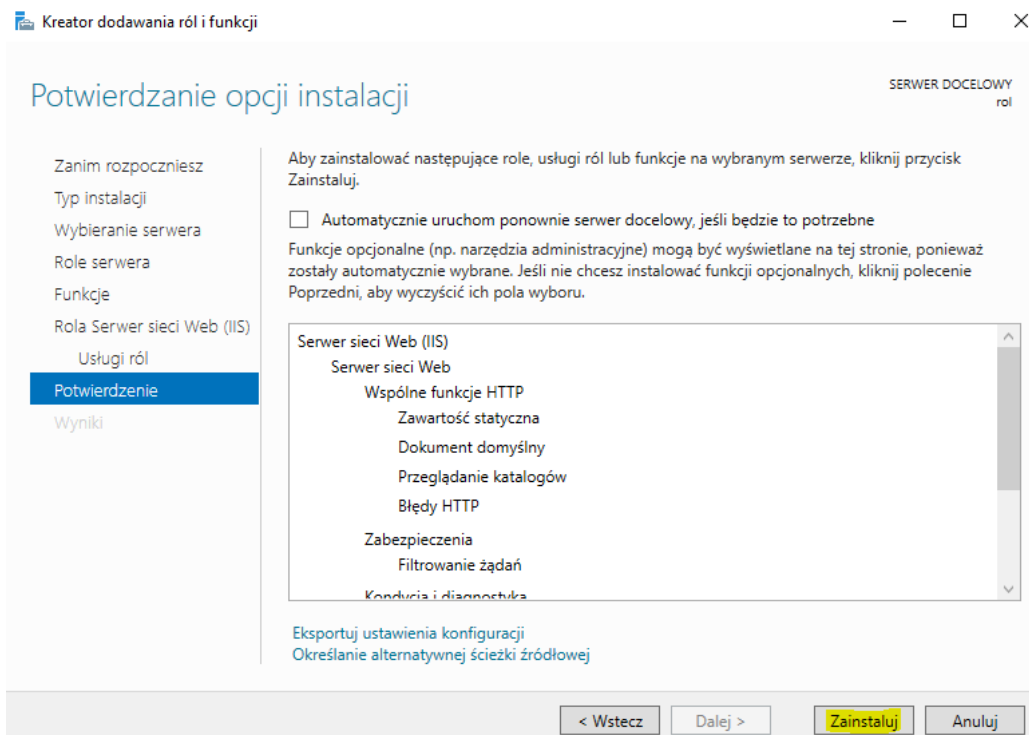 Kreator dodawania ról i funkcji
Potwierdzanie opcji instalacji
SERWER DOCELOWY
rol
Zanim rozpoczniesz
Typ instalacji
Wybieranie serwera
Role serwera
Funkcje
Rola Serwer sieci Web (IIS)
Usługi ról
Potwierdzenie
Wyniki
Aby zainstalować następujące role, usługi ról lub funkcje na wybranym serwerze, kliknij przycisk
Zainstaluj.
Automatycznie uruchom ponownie serwer docelowy, jeśli będzie to potrzebne
Funkcje opcjonalne (np. narzędzia administracyjne) mogą być wyświetlane na tej stronie, ponieważ
zostały automatycznie wybrane. Jeśli nie chcesz instalować funkcji opcjonalnych, kliknij polecenie
Poprzedni, aby wyczyścić ich pola wyboru.
Serwer sieci Web (IIS)
Serwer sieci Web
Wspólne funkcje HTTP
Zawartość statyczna
Dokument domyślny
Przeglądanie katalogów
Błędy HTTP
Zabezpieczenia
Filtrowanie żądań
Kondycja i diagnostyka
Eksportuj ustawienia konfiguracji
Określanie alternatywnej ścieżki źródłowej
< Wstecz
Dalej >
Zainstaluj
Anuluj